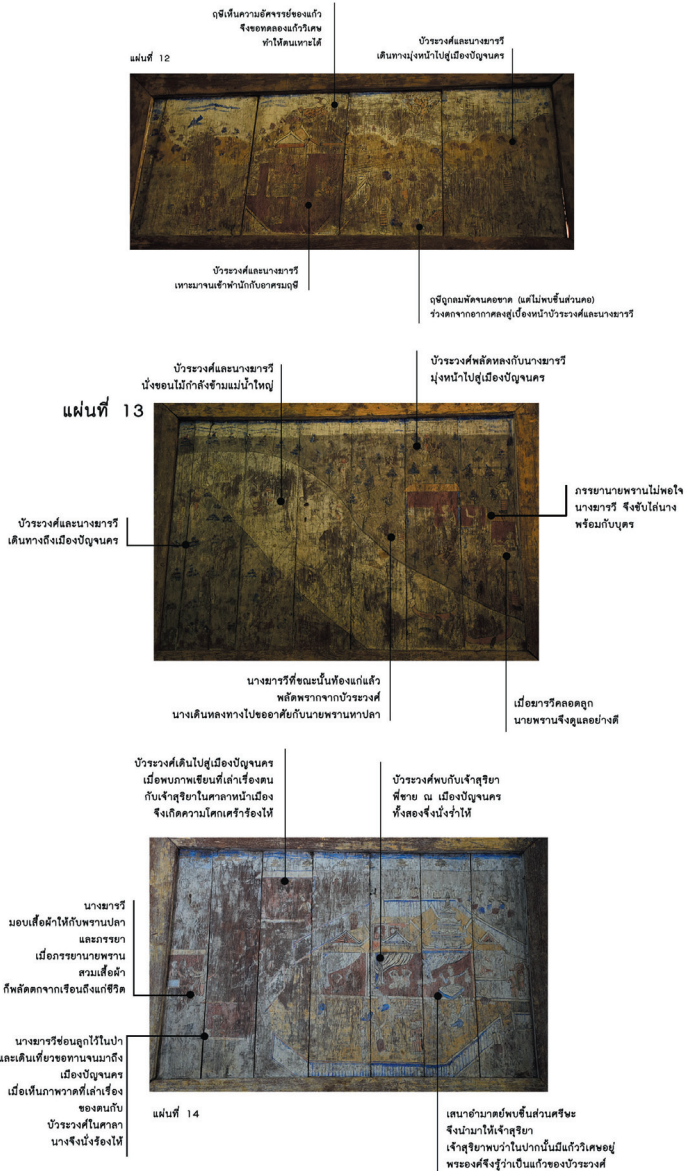 ฤษีเห็นความอัศจรรย์ของแก้ว
จึงขอทดลองแก้ววิเศษ
ทำให้ตนเหาะได้
แผ่นที่ 12
บัวระวงศ์และนางฆารวี
เดินทางมุ่งหน้าไปสู่เมืองปัญจนคร
บัวระวงศ์และนางฆารวี
เหาะมาจนเข้าพำนักกับอาศรมฤษี
ฤษีถูกลมพัดจนคอขาด (แต่ไม่พบชิ้นส่วนคอ)
ร่วงตกจากอากาศลงสู่เบื้องหน้าบัวระวงศ์และนางฆารวี
บัวระวงศ์และนางฆารวี
นั่งขอนไม้กำลังข้ามแม่น้ำใหญ่
บัวระวงศ์พลัดหลงกับนางฆารวี
มุ่งหน้าไปสู่เมืองปัญจนคร
แผ่นที่ 13
ภรรยานายพรานไม่พอใจ
นางฆารวี จึงขับไล่นาง
พร้อมกับบุตร
บัวระวงศ์และนางฆารวี
เดินทางถึงเมืองปัญจนคร
นางฆารวีที่ขณะนั้นท้องแก่แล้ว
พลัดพรากจากบัวระวงศ์
นางเดินหลงทางไปขออาศัยกับนายพรานหาปลา
เมื่อฆารวีคลอดลูก
นายพรานจึงดูแลอย่างดี
บัวระวงศ์เดินไปสู่เมืองปัญจนคร
เมื่อพบภาพเขียนที่เล่าเรื่องตน
กับเจ้าสุริยาในศาลาหน้าเมือง
จึงเกิดความโศกเศร้าร้องไห้
บัวระวงศ์พบกับเจ้าสุริยา
พี่ชาย ณ เมืองปัญจนคร
ทั้งสองจึงนั่งร่ำไห้
นางฆารวี
มอบเสื้อผ้าให้กับพรานปลา
และภรรยา
เมื่อภรรยานายพราน
สวมเสื้อผ้า
ก็พลัดตกจากเรือนถึงแก่ชีวิต
นางฆารวีซ่อนลูกไว้ในป่า
และเดินเที่ยวขอทานจนมาถึง
เมืองปัญจนคร
เมื่อเห็นภาพวาดที่เล่าเรื่อง
ของตนกับ
บัวระวงศ์ในศาลา
นางจึงนั่งร้องไห้
แผ่นที่ 14
เสนาอำมาตย์พบชิ้นส่วนศรีษะ
จึงนำมาให้เจ้าสุริยา
เจ้าสุริยาพบว่าในปากนั้นมีแก้ววิเศษอยู่
พระองค์จึงรู้ว่าเป็นแก้วของบัวระวงศ์